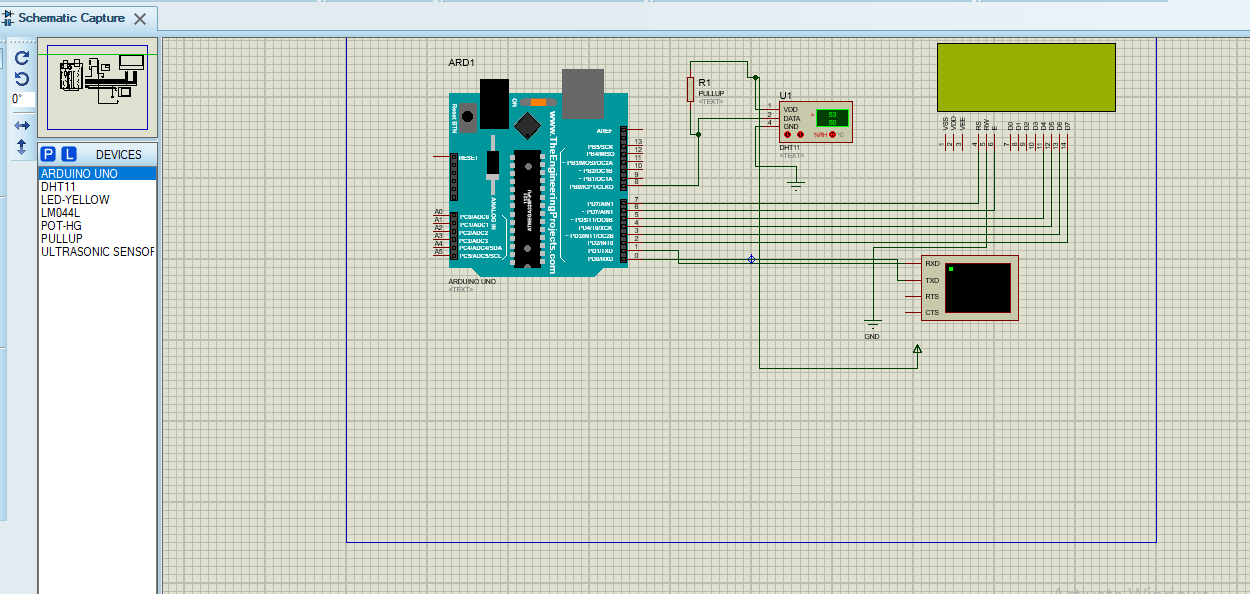 Schematic Capture
0°
P L DEVICES
ARDUINO UNO
DHT11
LED-YELLOW
LM044L
POT-HG
PULLUP
ULTRASONIC SENSOR
ARD1
Reset BTN
ON
www.TheEngineeringProjects.com
ANALOG IN
RESET
AREF
PB5/SCK
PB4/MISO
~PB3/MOSI/OC2A
~PB2/OC1B
~PB1/OC1A
PB0/ICP1/CLKO
13
12
11
10
9
8
PD7/AIN1
~PD5/T1/OC0B
PD4/T0/XCK
~PD3/INT1/OC2B
PD2/INT0
PD1/TXD
PD0/RXD
7
6
5
4
3
2
1
0
A0
A1
A2
A3
A4
A5
PC0/ADC0
PC1/ADC1
PC2/ADC2
PC3/ADC3
PC4/ADC4/SDA
PC5/ADC5/SCL
ARDUINO UNO
<TEXT>
R1
PULLUP
<TEXT>
U1
1 VDD
2 DATA
4 GND
>
%RH °C
DHT11
<TEXT>
VSS
VDD
VEE
RS
RW
E
D0
D1
D2
D3
D4
D5
D6
D7
1
2
3
4
5
6
7
8
9
10
11
12
13
14
RXD
TXD
RTS
CTS
GND
Activate Windows